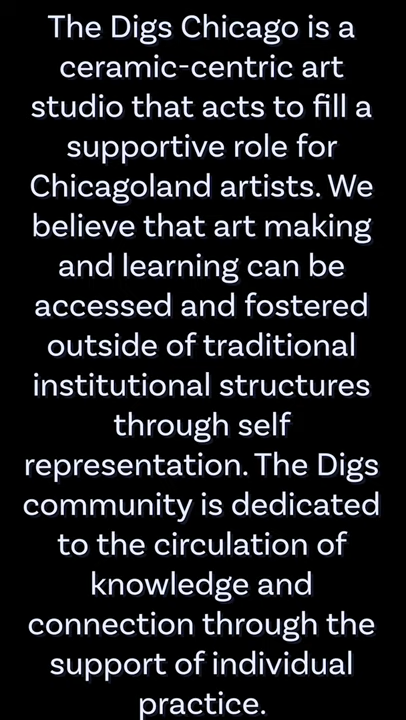 The Digs Chicago is a
ceramic-centric art
studio that acts to fill a
supportive role for
Chicagoland artists. We
believe that art making
and learning can be
accessed and fostered
outside of traditional
institutional structures
through self
representation. The Digs
community is dedicated
to the circulation of
knowledge and
connection through the
support of individual
practice.